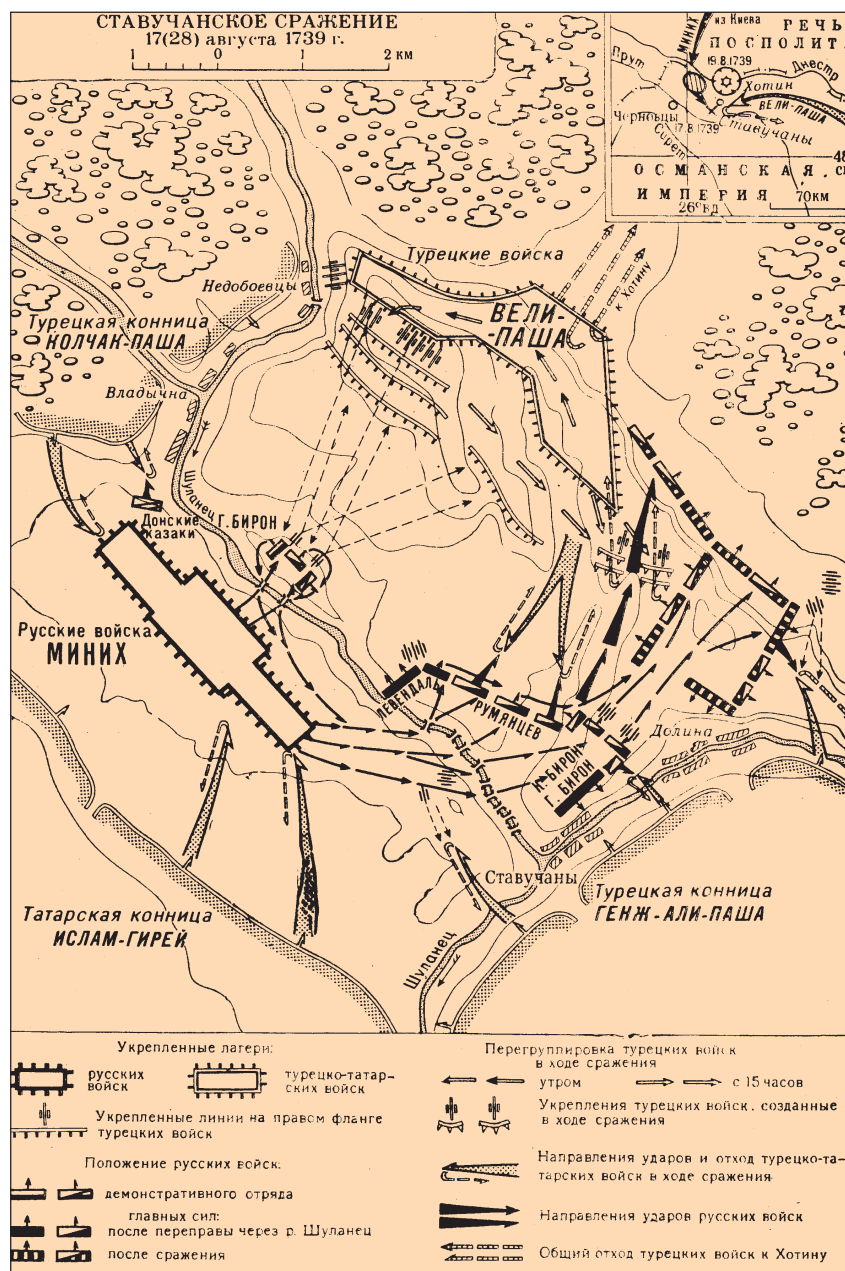 СТАВУЧАНСКОЕ СРАЖЕНИЕ
17(28) августа 1739 г.
1 0 1 2 км
МИНИХ
из Киева
РЕЧЬ
ПОСПОЛИТ
19.8.1739
Прут
Днестр
Хотин
ВЕЛИ-ПАША
Черновцы
17.8.1739
Ставучаны
Сирет
48
ОСМАНСКАЯ
ИМПЕРИЯ
26°вд
70км
Турецкие войска
к Хотину
Недобоевцы
ВЕЛИ-
ПАША
Турецкая конница
КОЛЧАК-ПАША
Владычна
Шуланец
Донские
казаки
Г. БИРОН
Русские войска
МИНИХ
ЛЕВЕНДАЛЬ
РУМЯНЦЕВ
Долина
К. БИРОН
Г. БИРОН
Ставучаны
Турецкая конница
ГЕНЖ-АЛИ-ПАША
Татарская конница
ИСЛАМ-ГИРЕЙ
Шуланец
Укрепленные лагери:
русских
войск
турецко-татар-
ских войск
Укрепленные линии на правом фланге
турецких войск
Положение русских войск:
демонстративного отряда
главных сил:
после переправы через р. Шуланец
после сражения
Перегруппировка турецких войск
в ходе сражения
утром
с 15 часов
Укрепления турецких войск, созданные
в ходе сражения
Направления ударов и отход турецко-та-
тарских войск в ходе сражения
Направления ударов русских войск
Общий отход турецких войск к Хотину